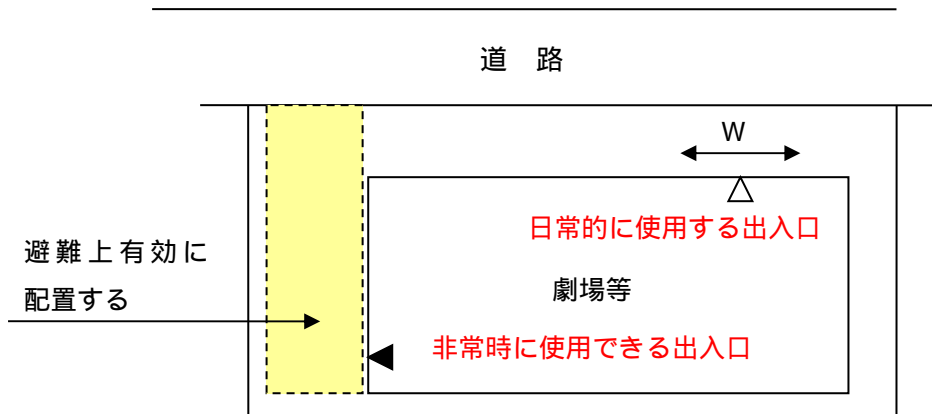 道　路
W
日常的に使用する出入口
避難上有効に
配置する
劇場等
非常時に使用できる出入口